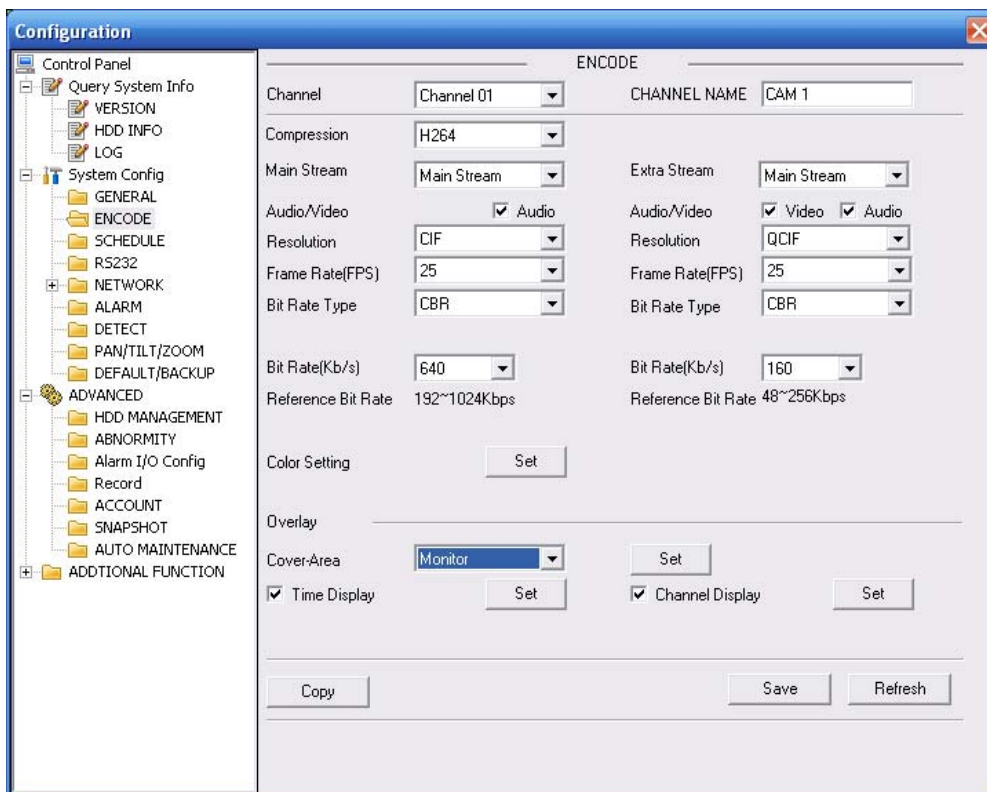 Configuration
Control Panel
Query System Info
VERSION
HDD INFO
LOG
System Config
GENERAL
ENCODE
SCHEDULE
RS232
NETWORK
ALARM
DETECT
PAN/TILT/ZOOM
DEFAULT/BACKUP
ADVANCED
HDD MANAGEMENT
ABNORMITY
Alarm I/O Config
Record
ACCOUNT
SNAPSHOT
AUTO MAINTENANCE
ADDTIONAL FUNCTION
ENCODE
Channel Channel 01 CHANNEL NAME CAM 1
Compression H264
Main Stream Main Stream Extra Stream Main Stream
Audio/Video Audio Audio/Video Video Audio
Resolution CIF Resolution QCIF
Frame Rate(FPS) 25 Frame Rate(FPS) 25
Bit Rate Type CBR Bit Rate Type CBR
Bit Rate(Kb/s) 640 Bit Rate(Kb/s) 160
Reference Bit Rate 192~1024Kbps Reference Bit Rate 48~256Kbps
Color Setting Set
Overlay
Cover-Area Monitor Set
Time Display Set Channel Display Set
Copy Save Refresh